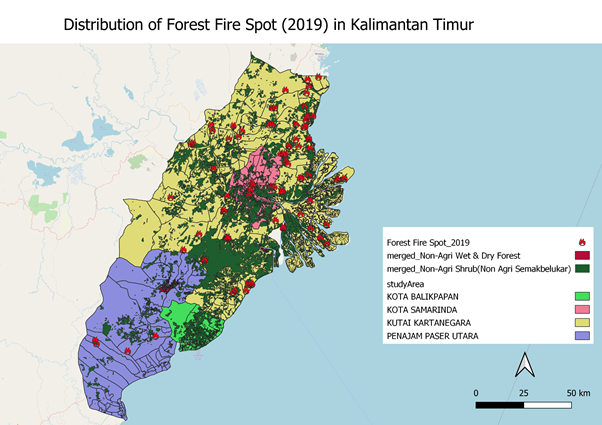 Distribution of Forest Fire Spot (2019) in Kalimantan Timur
Forest Fire Spot_2019
merged_Non-Agri Wet & Dry Forest
merged_Non-Agri Shrub(Non Agri Semakbelukar)
studyArea
KOTA BALIKPAPAN
KOTA SAMARINDA
KUTAI KARTANEGARA
PENAJAM PASER UTARA
0 25 50 km